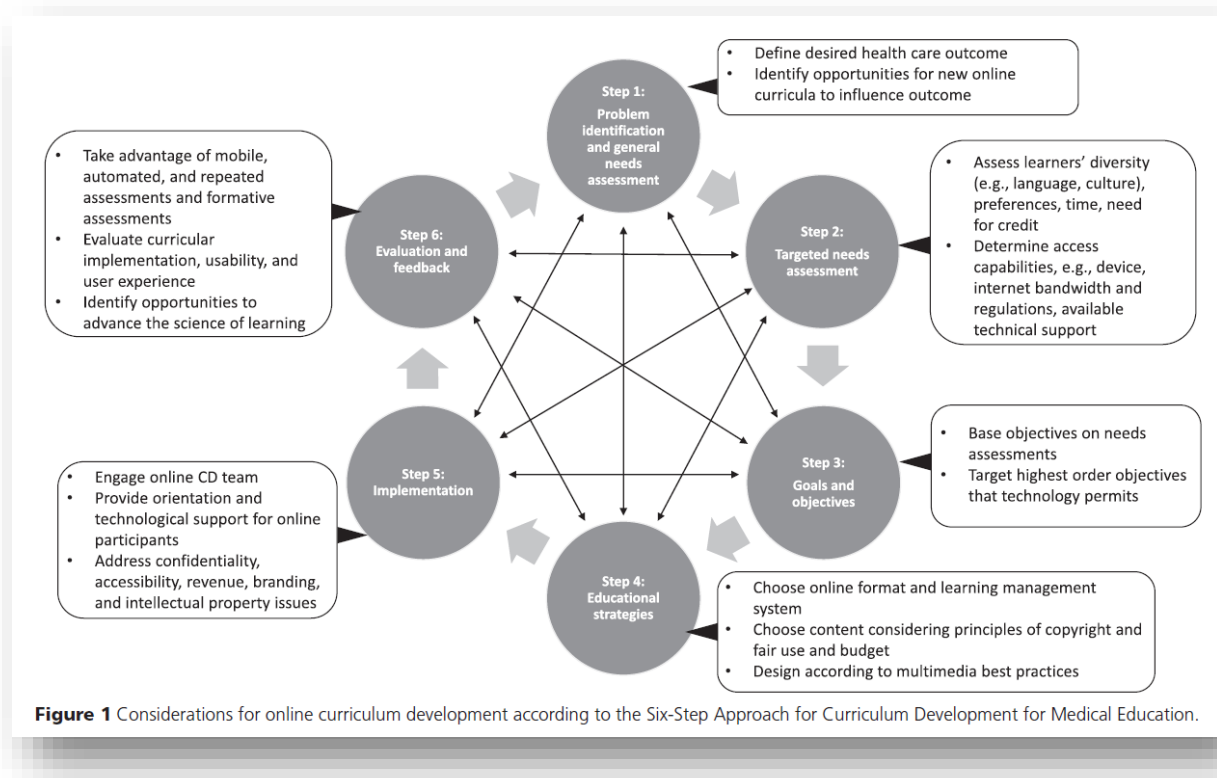 Step 1:
Problem
identification
and general
needs
assessment
• Define desired health care outcome
• Identify opportunities for new online
curricula to influence outcome
Step 2:
Targeted needs
assessment
• Assess learners’ diversity
(e.g., language, culture),
preferences, time, need
for credit
• Determine access
capabilities, e.g., device,
internet bandwidth and
regulations, available
technical support
Step 3:
Goals and
objectives
• Base objectives on needs
assessments
• Target highest order objectives
that technology permits
Step 4:
Educational
strategies
• Choose online format and learning management
system
• Choose content considering principles of copyright and
fair use and budget
• Design according to multimedia best practices
Step 5:
Implementation
• Engage online CD team
• Provide orientation and
technological support for online
participants
• Address confidentiality,
accessibility, revenue, branding,
and intellectual property issues
Step 6:
Evaluation and
feedback
• Take advantage of mobile,
automated, and repeated
assessments and formative
assessments
• Evaluate curricular
implementation, usability, and
user experience
• Identify opportunities to
advance the science of learning
Figure 1 Considerations for online curriculum development according to the Six-Step Approach for Curriculum Development for Medical Education.